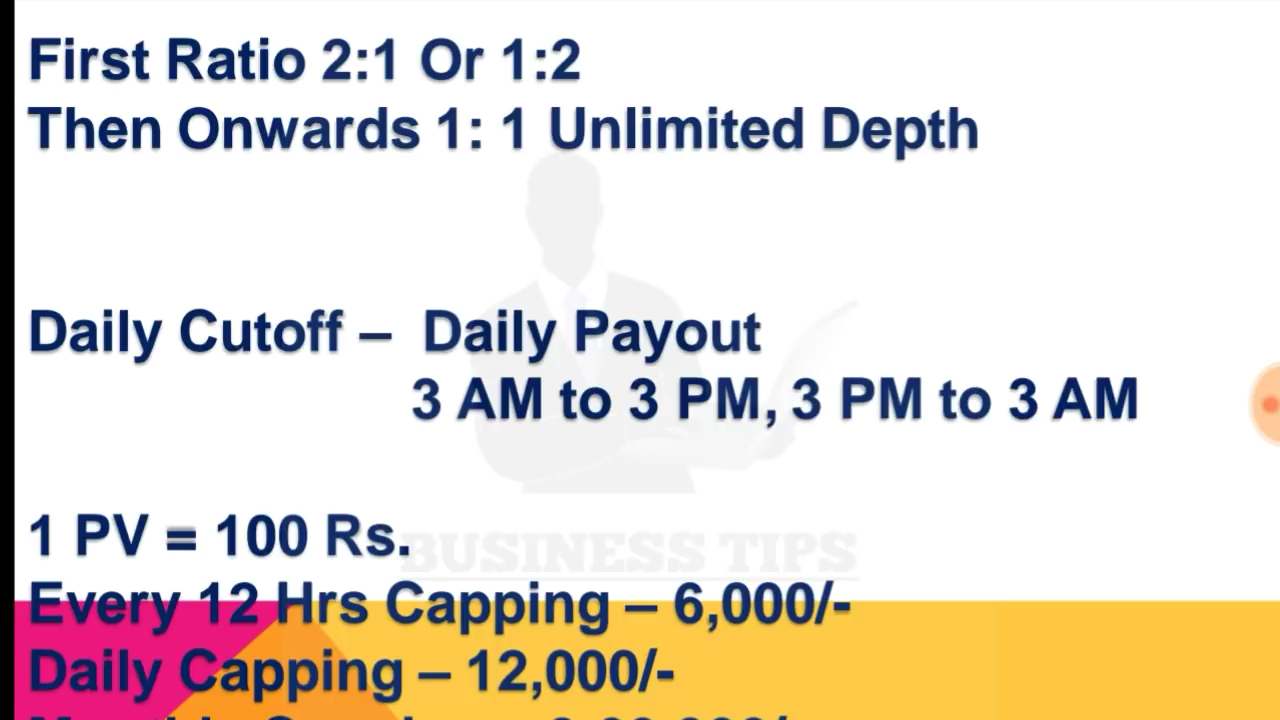 First Ratio 2:1 Or 1:2
Then Onwards 1: 1 Unlimited Depth
Daily Cutoff – Daily Payout
3 AM to 3 PM, 3 PM to 3 AM
1 PV = 100 Rs.
BUSINESS TIPS
Every 12 Hrs Capping – 6,000/-
Daily Capping – 12,000/-